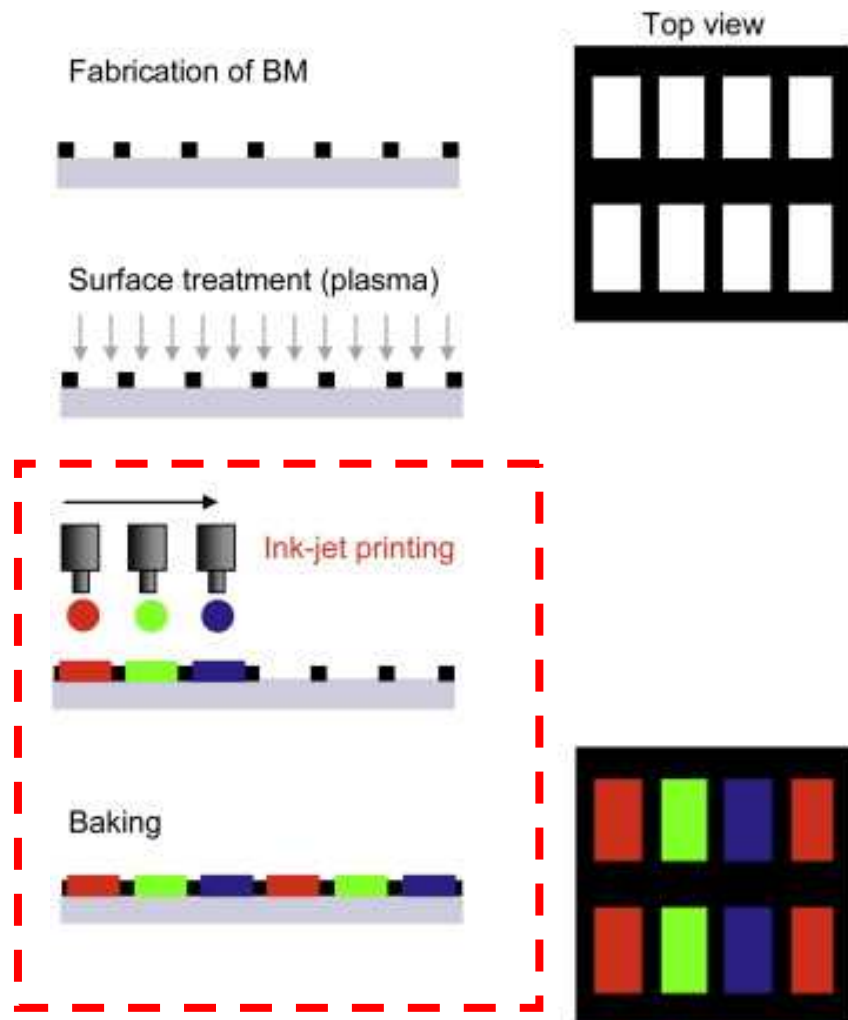 Top view
Fabrication of BM
Surface treatment (plasma)
Ink-jet printing
Baking